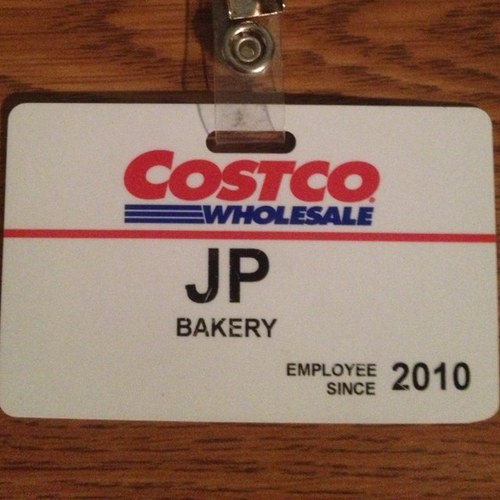 COSTCO
WHOLESALE
JP
BAKERY
EMPLOYEE
SINCE 2010